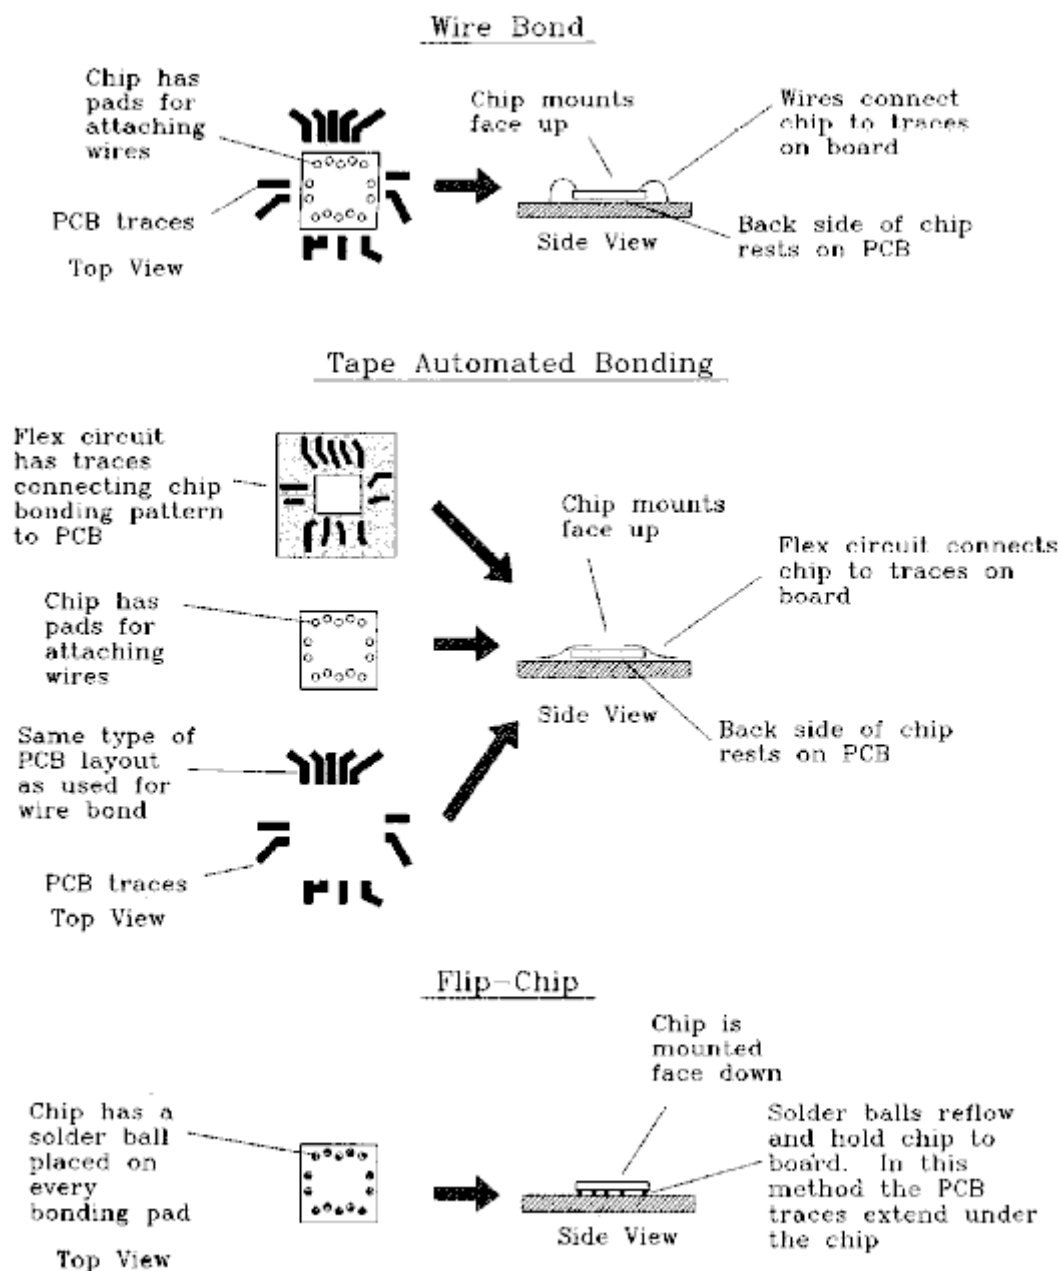 Wire Bond
Chip has
pads for
attaching
wires
PCB traces
Top View
Chip mounts
face up
Side View
Wires connect
chip to traces
on board
Back side of chip
rests on PCB
Tape Automated Bonding
Flex circuit
has traces
connecting chip
bonding pattern
to PCB
Chip has
pads for
attaching
wires
Same type of
PCB layout
as used for
wire bond
PCB traces
Top View
Chip mounts
face up
Flex circuit connects
chip to traces on
board
Side View
Back side of chip
rests on PCB
Flip-Chip
Chip has a
solder ball
placed on
every
bonding pad
Top View
Chip is
mounted
face down
Side View
Solder balls reflow
and hold chip to
board. In this
method the PCB
traces extend under
the chip